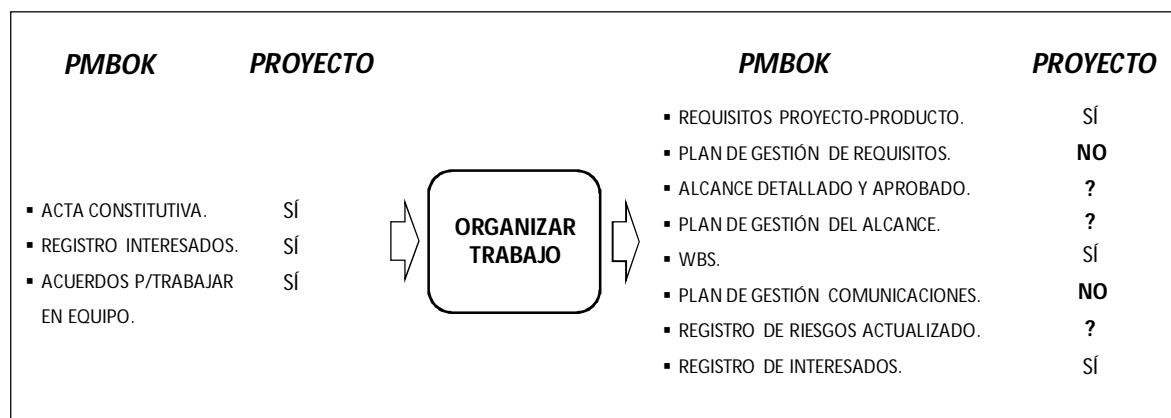 PMBOK PROYECTO
▪ ACTA CONSTITUTIVA. SÍ
▪ REGISTRO INTERESADOS. SÍ
▪ ACUERDOS P/TRABAJAR SÍ
EN EQUIPO.
ORGANIZAR
TRABAJO
PMBOK PROYECTO
▪ REQUISITOS PROYECTO-PRODUCTO. SÍ
▪ PLAN DE GESTIÓN DE REQUISITOS. NO
▪ ALCANCE DETALLADO Y APROBADO. ?
▪ PLAN DE GESTIÓN DEL ALCANCE. ?
▪ WBS. SÍ
▪ PLAN DE GESTIÓN COMUNICACIONES. NO
▪ REGISTRO DE RIESGOS ACTUALIZADO. ?
▪ REGISTRO DE INTERESADOS. SÍ